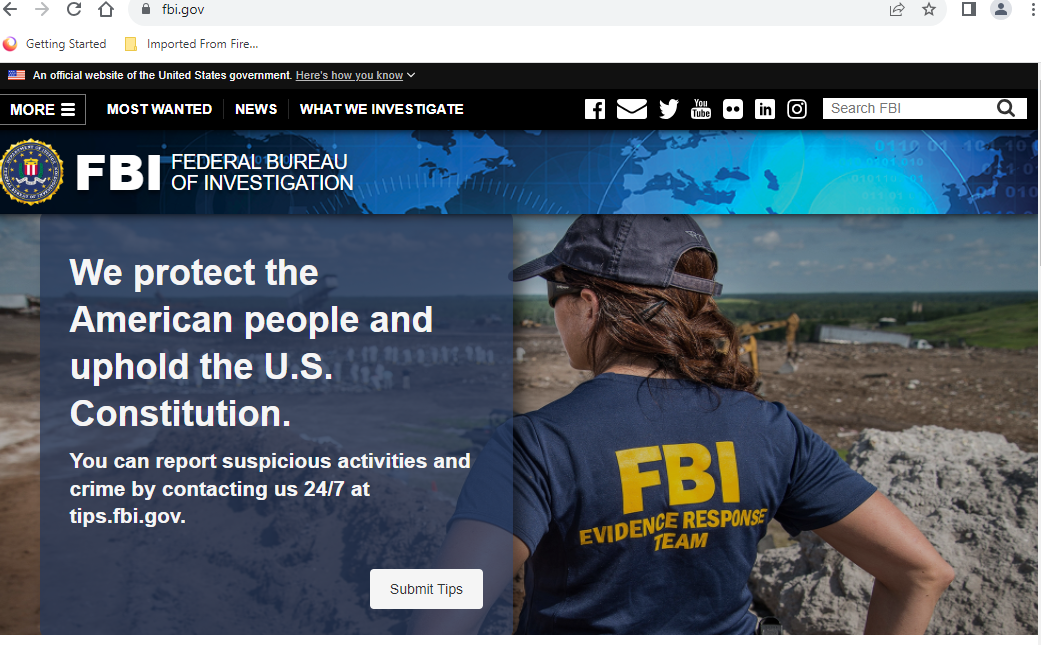 fbi.gov
Getting Started Imported From Fire...
An official website of the United States government. Here's how you know
MORE MOST WANTED NEWS WHAT WE INVESTIGATE
You
Tube
in
Search FBI
FBI FEDERAL BUREAU
OF INVESTIGATION
We protect the
American people and
uphold the U.S.
Constitution.
You can report suspicious activities and
crime by contacting us 24/7 at
tips.fbi.gov.
Submit Tips
FBI
EVIDENCE RESPONSE
TEAM